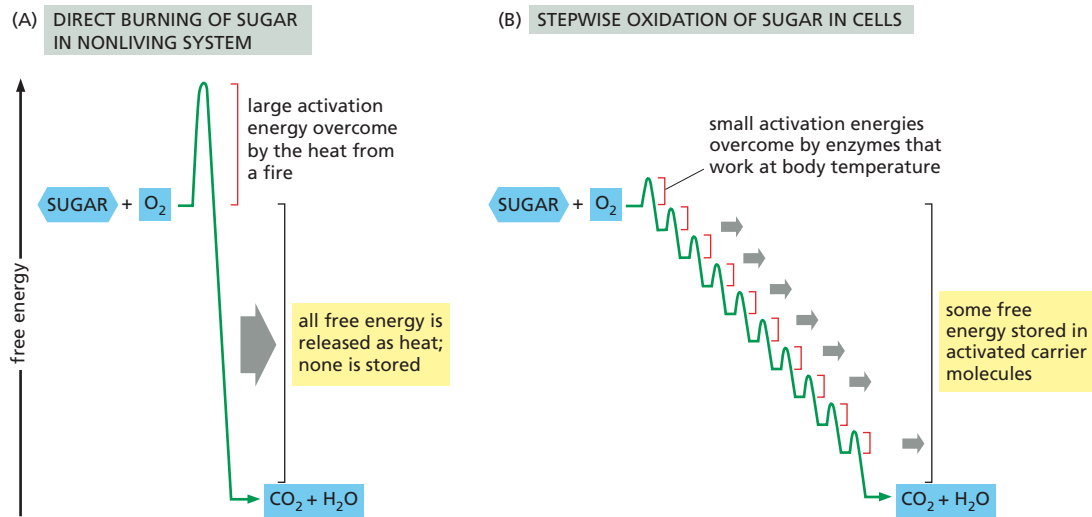 (A) DIRECT BURNING OF SUGAR
IN NONLIVING SYSTEM
free energy
large activation
energy overcome
by the heat from
a fire
SUGAR + O₂
all free energy is
released as heat;
none is stored
CO₂ + H₂O
(B) STEPWISE OXIDATION OF SUGAR IN CELLS
small activation energies
overcome by enzymes that
work at body temperature
SUGAR + O₂
some free
energy stored in
activated carrier
molecules
CO₂ + H₂O